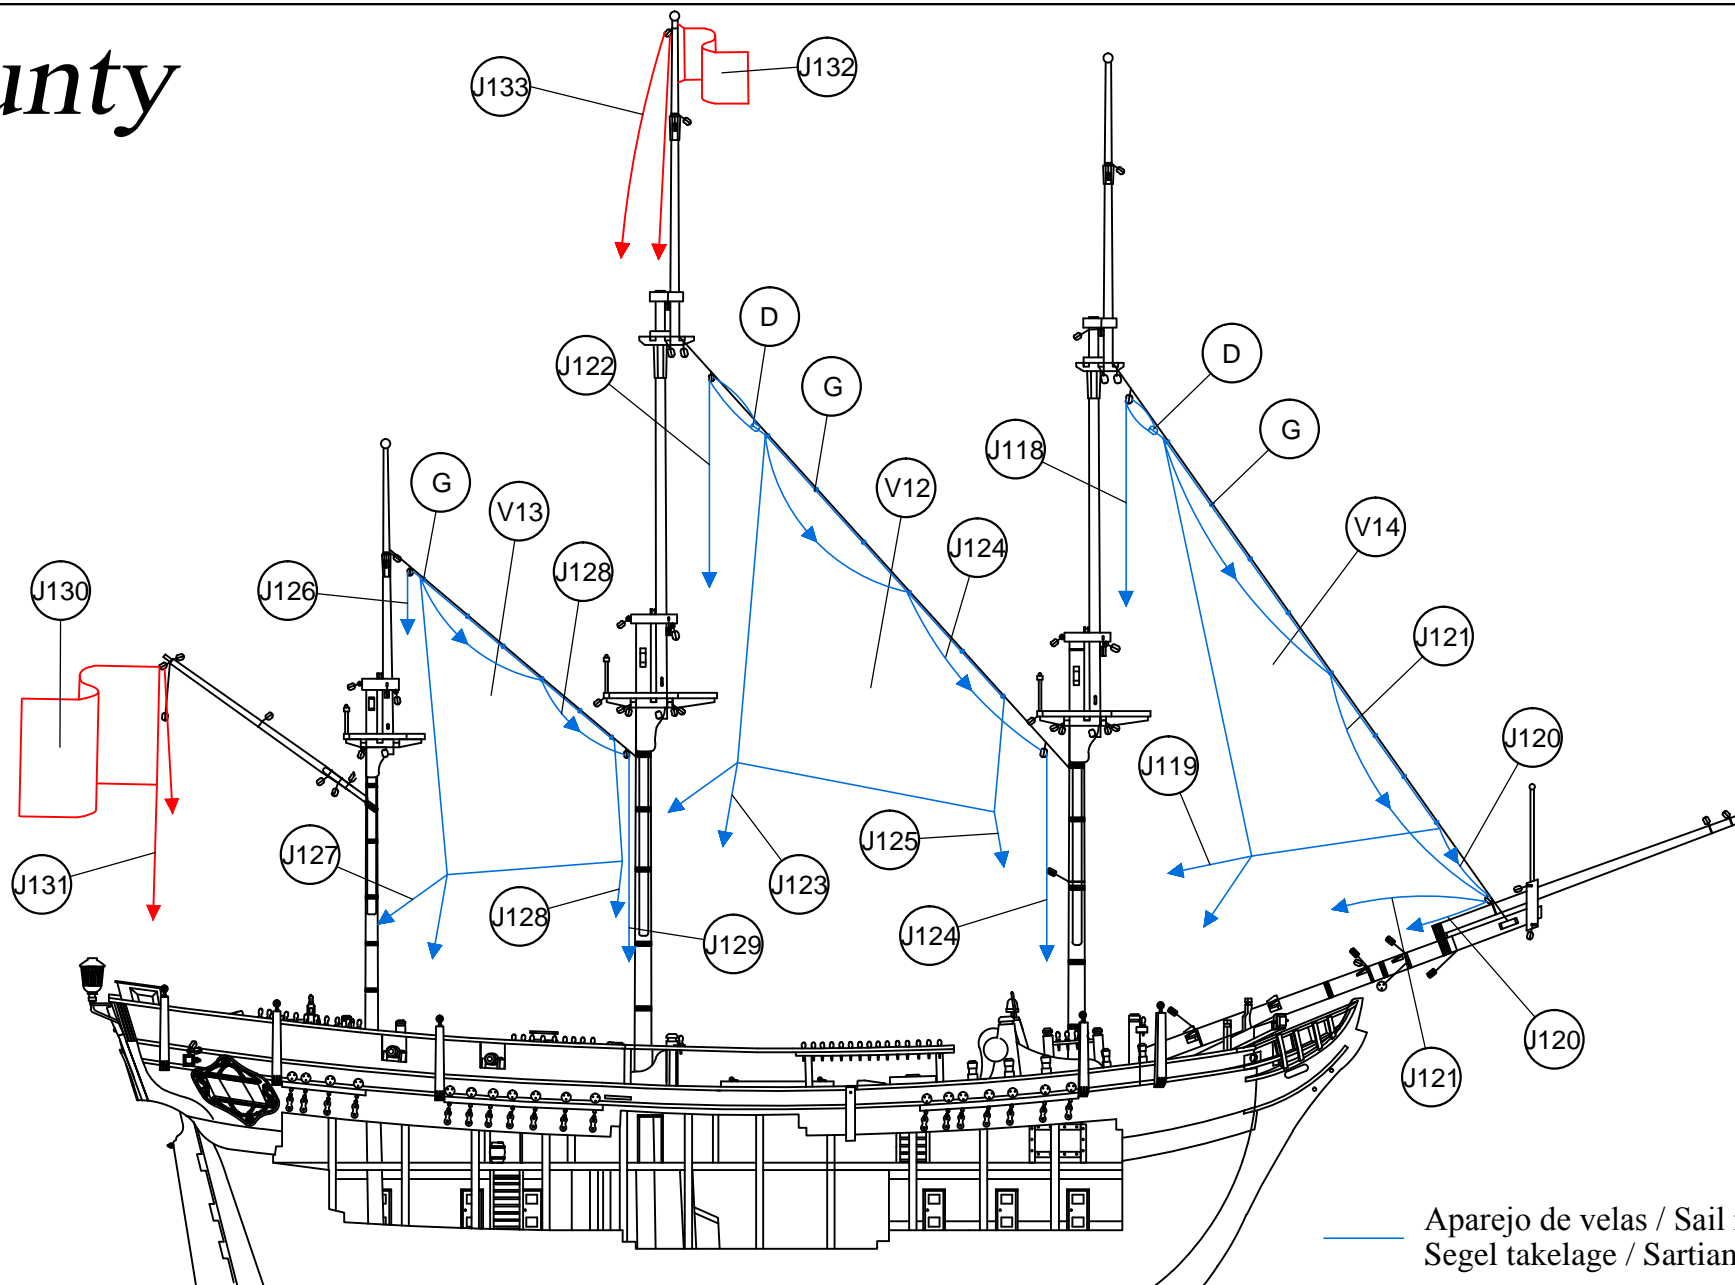 unty
J133
J132
D
J122
G
D
G
J118
G
V13
V12
V14
J124
J128
J126
J130
J121
J120
J119
J125
J127
J131
J123
J128
J124
J129
J120
J121
Aparejo de velas / Sail
Segel takelage / Sartian